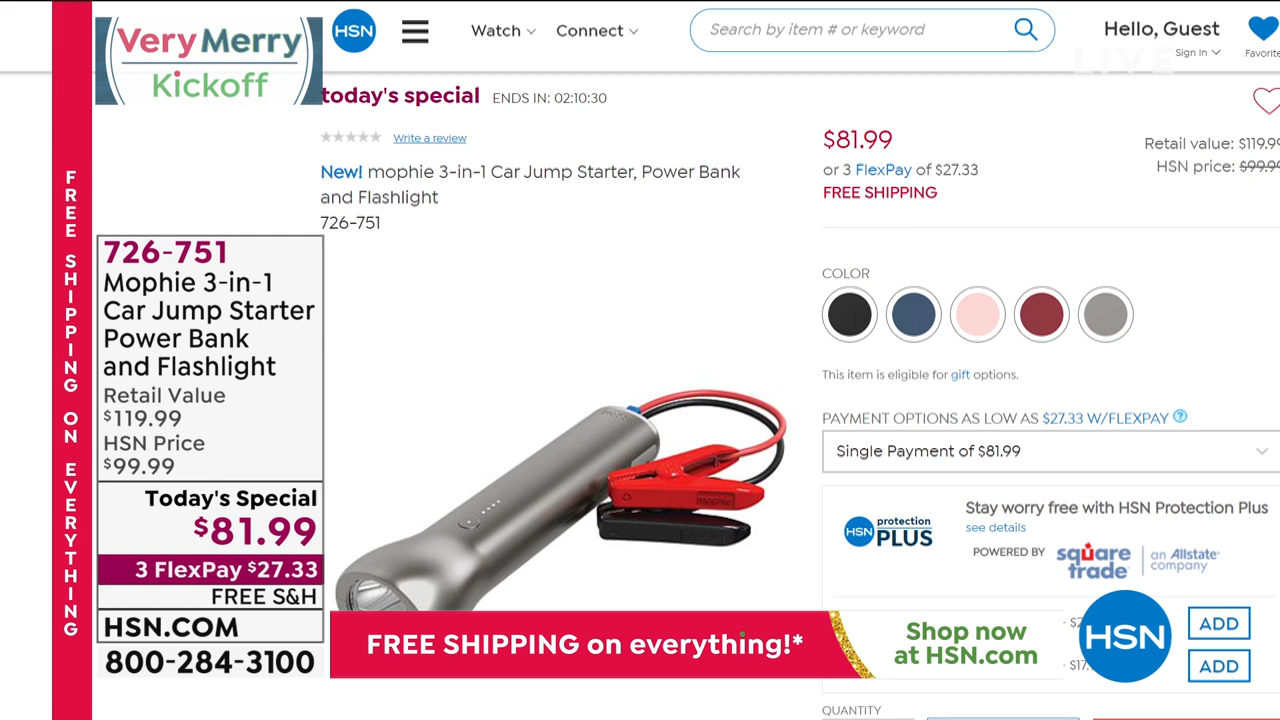 FREE SHIPPING ON EVERYTHING
Very Merry
Kickoff
HSN
Watch
Connect
Search by item # or keyword
Hello, Guest
Sign In
Favorite
LIVE
today's special ENDS IN: 02:10:30
Write a review
New! mophie 3-in-1 Car Jump Starter, Power Bank
and Flashlight
726-751
$81.99
or 3 FlexPay of $27.33
FREE SHIPPING
Retail value: $119.99
HSN price: $99.99
COLOR
This item is eligible for gift options.
PAYMENT OPTIONS AS LOW AS $27.33 W/FLEXPAY ?
Single Payment of $81.99
HSN protection PLUS
Stay worry free with HSN Protection Plus
see details
POWERED BY square trade an Allstate company
ADD
ADD
QUANTITY
726-751
Mophie 3-in-1
Car Jump Starter
Power Bank
and Flashlight
Retail Value
$119.99
HSN Price
$99.99
Today's Special
$81.99
3 FlexPay $27.33
FREE S&H
HSN.COM
800-284-3100
mophie
FREE SHIPPING on everything!*
Shop now
at HSN.com
HSN